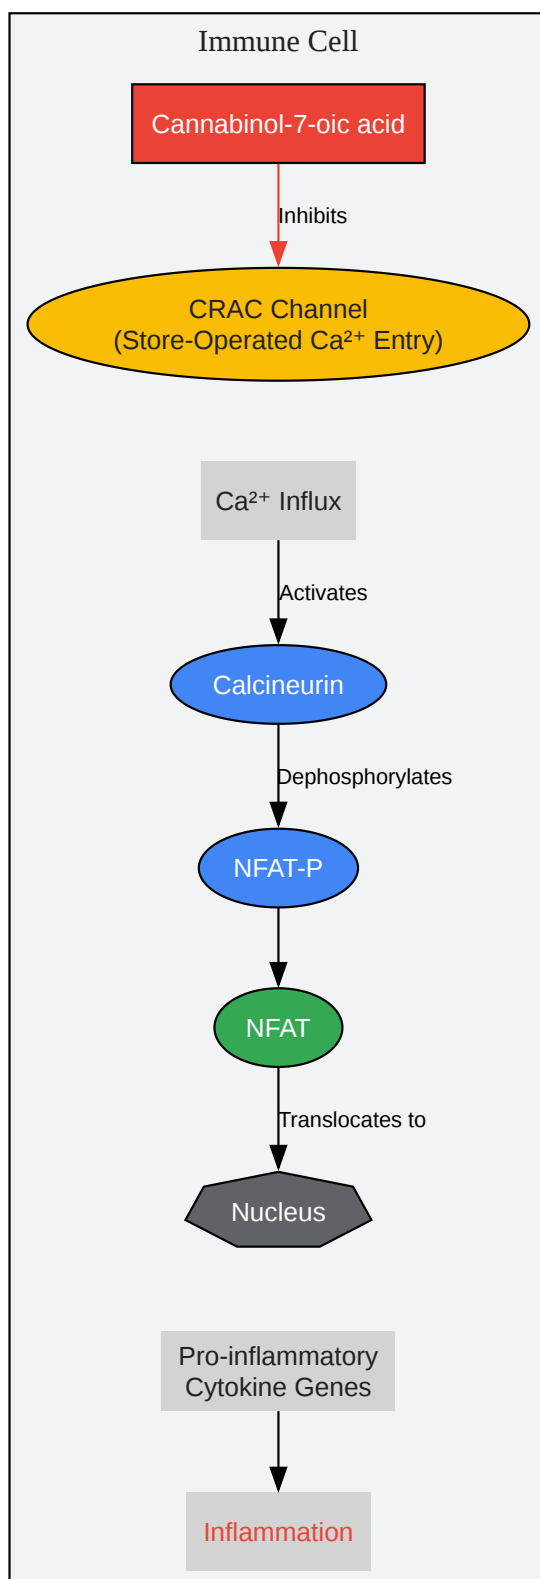 Immune Cell
Cannabinol-7-oic acid
Inhibits
CRAC Channel
(Store-Operated Ca²⁺ Entry)
Ca²⁺ Influx
Activates
Calcineurin
Dephosphorylates
NFAT-P
NFAT
Translocates to
Nucleus
Pro-inflammatory
Cytokine Genes
Inflammation